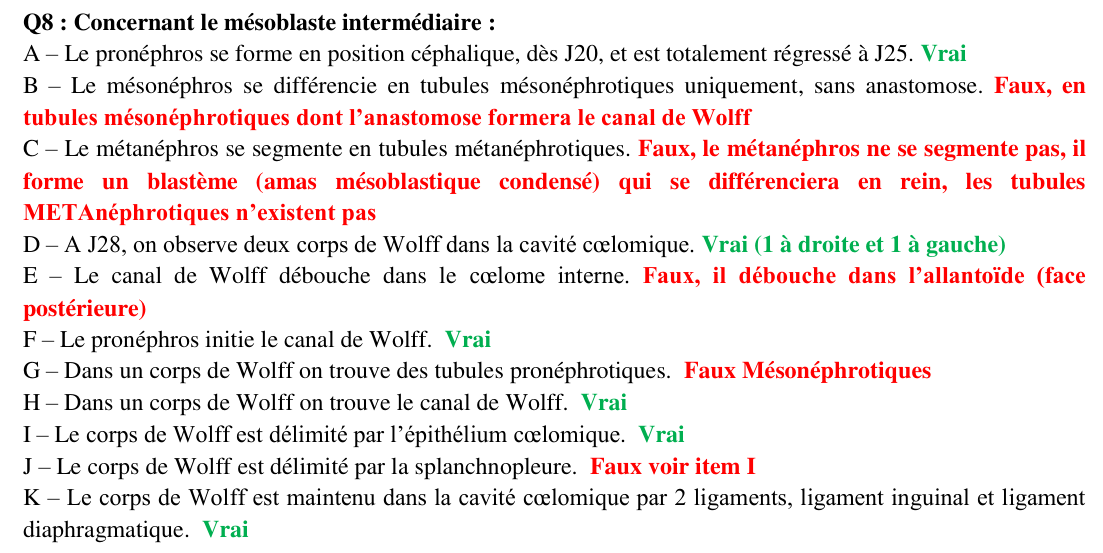 Q8 : Concernant le mésoblaste intermédiaire :
A – Le pronéphros se forme en position céphalique, dès J20, et est totalement régressé à J25. Vrai
B – Le mésonéphros se différencie en tubules mésonéphrotiques uniquement, sans anastomose. Faux, en
tubules mésonéphrotiques dont l’anastomose formera le canal de Wolff
C – Le métanéphros se segmente en tubules métanéphrotiques. Faux, le métanéphros ne se segmente pas, il
forme un blastème (amas mésoblastique condensé) qui se différenciera en rein, les tubules
METAnéphrotiques n’existent pas
D – A J28, on observe deux corps de Wolff dans la cavité cœlomique. Vrai (1 à droite et 1 à gauche)
E – Le canal de Wolff débouche dans le cœlome interne. Faux, il débouche dans l’allantoïde (face
postérieure)
F – Le pronéphros initie le canal de Wolff. Vrai
G – Dans un corps de Wolff on trouve des tubules pronéphrotiques. Faux Mésonéphrotiques
H – Dans un corps de Wolff on trouve le canal de Wolff. Vrai
I – Le corps de Wolff est délimité par l’épithélium cœlomique. Vrai
J – Le corps de Wolff est délimité par la splanchnopleure. Faux voir item I
K – Le corps de Wolff est maintenu dans la cavité cœlomique par 2 ligaments, ligament inguinal et ligament
diaphragmatique. Vrai